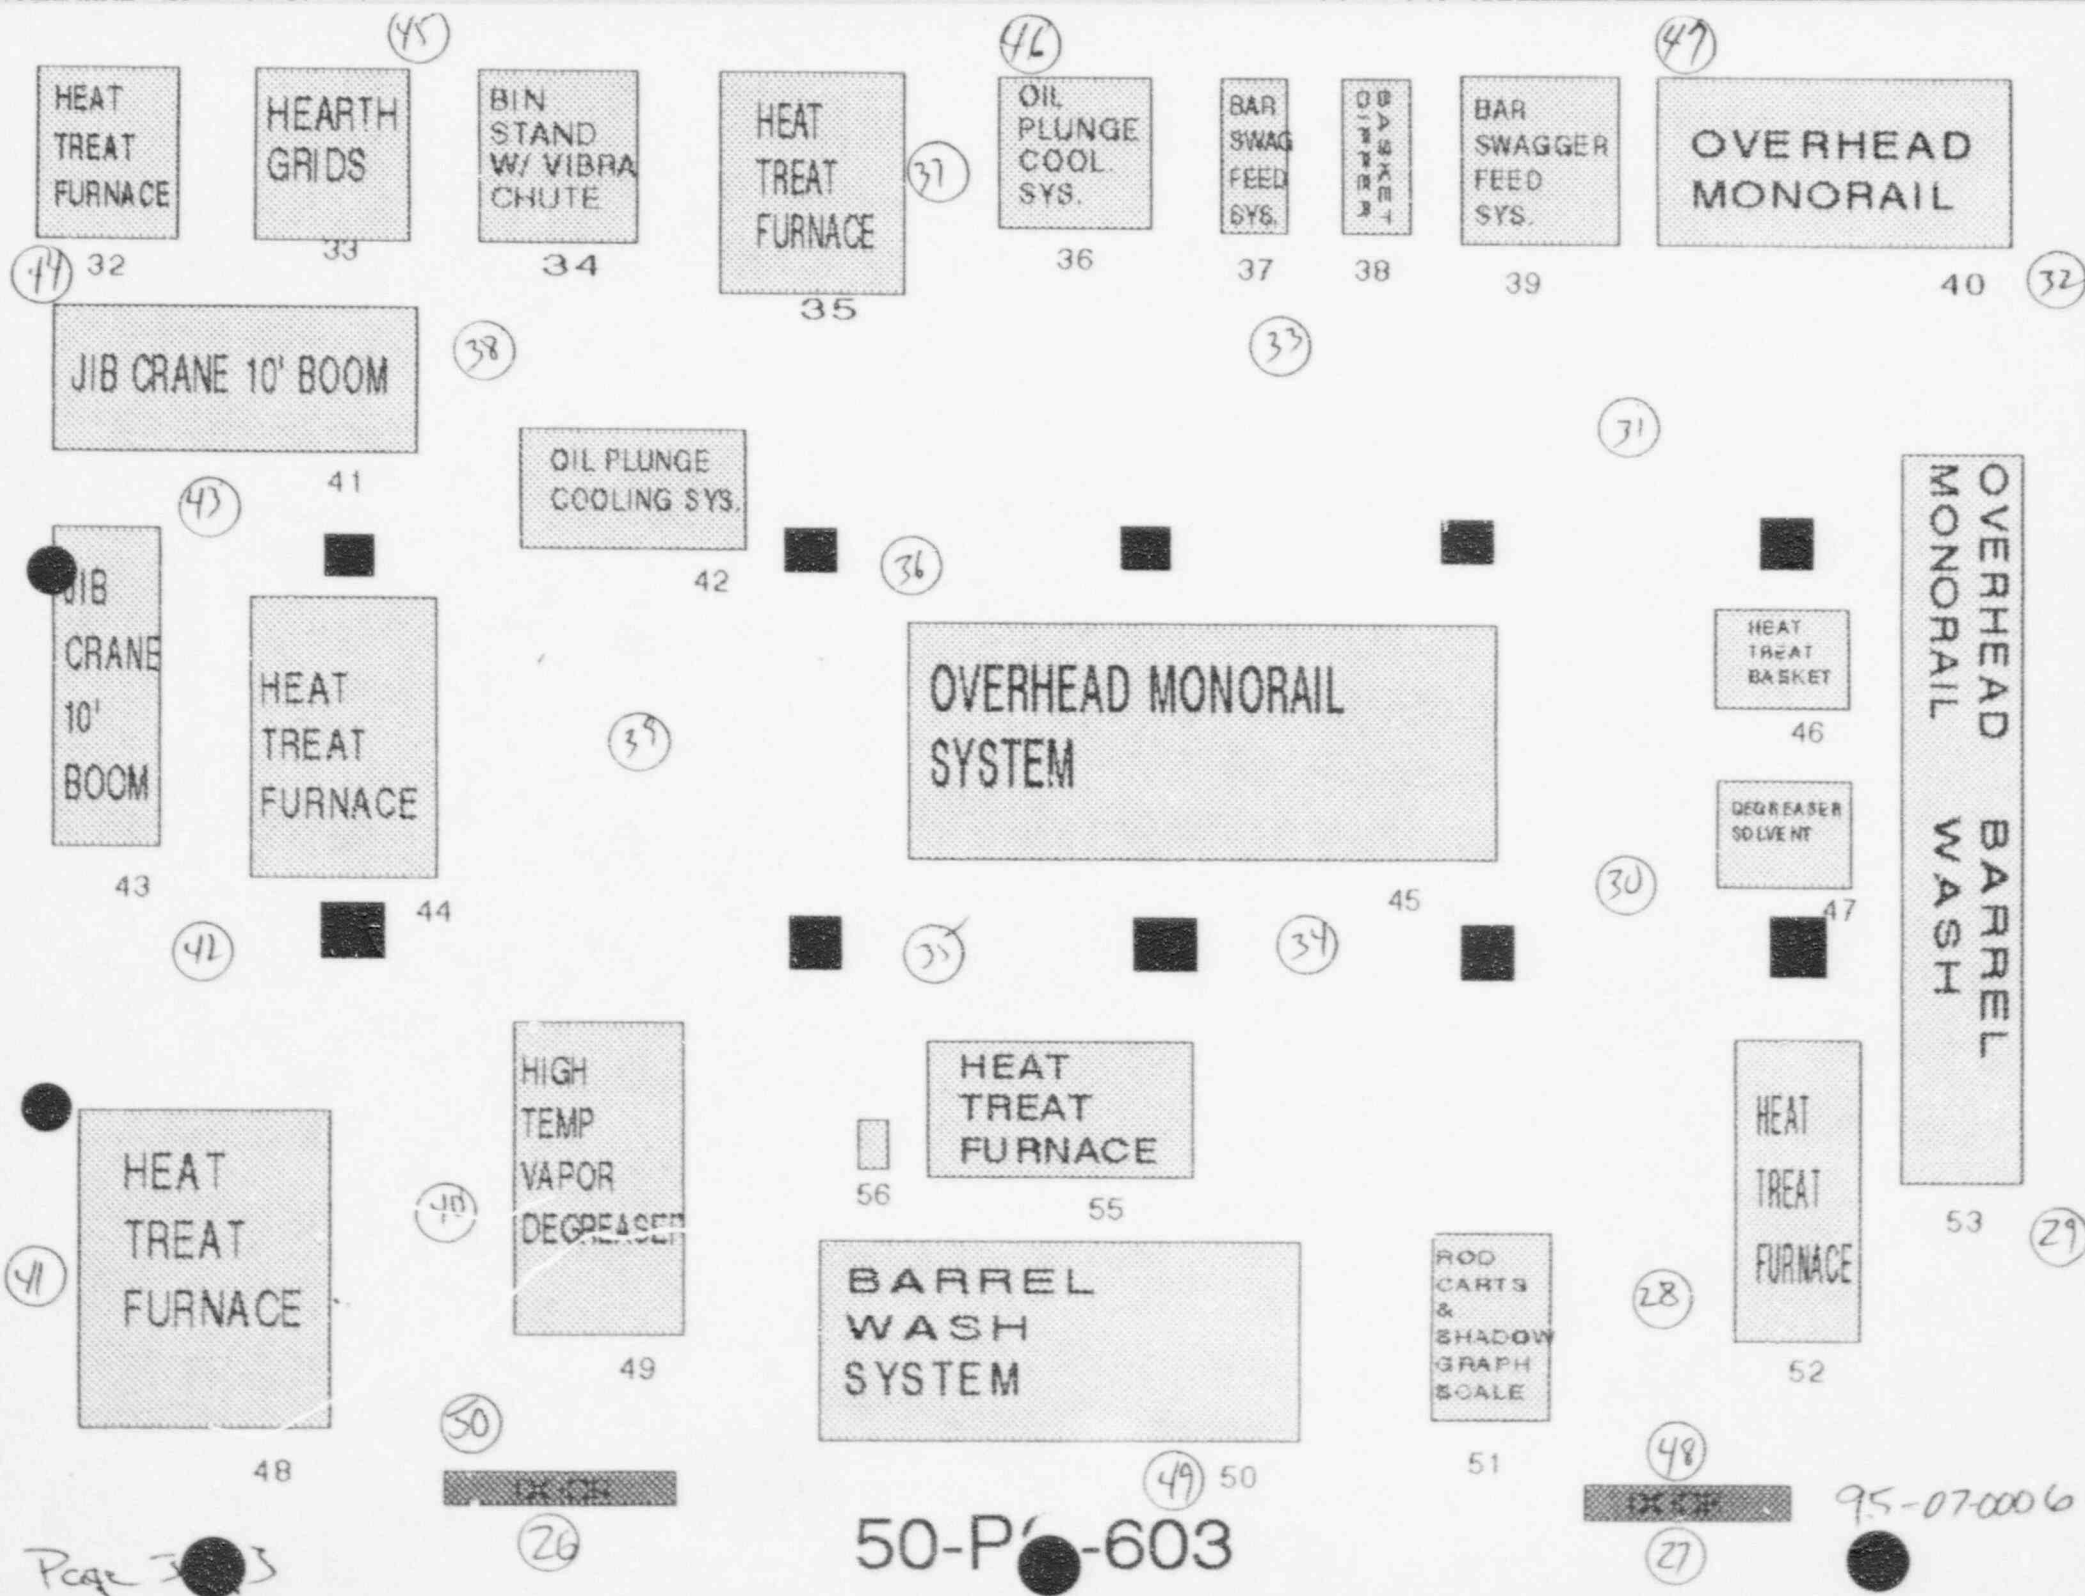 45
46
47
HEAT
TREAT
FURNACE
32
HEARTH
GRIDS
33
BIN
STAND
W/ VIBRA
CHUTE
34
HEAT
TREAT
FURNACE
35
37
OIL
PLUNGE
COOL.
SYS.
36
BAR
SWAG
FEED
SYS.
37
BASKET
DIPPER
38
BAR
SWAGGER
FEED
SYS.
39
OVERHEAD
MONORAIL
40
32
44
JIB CRANE 10' BOOM
41
38
33
31
43
OIL PLUNGE
COOLING SYS.
42
36
JIB
CRANE
10'
BOOM
43
HEAT
TREAT
FURNACE
44
39
OVERHEAD MONORAIL
SYSTEM
45
HEAT
TREAT
BASKET
46
DEGREASER
SOLVENT
47
OVERHEAD BARREL
MONORAIL WASH
53
30
42
35
34
HEAT
TREAT
FURNACE
48
41
40
HIGH
TEMP
VAPOR
DEGREASER
49
56
HEAT
TREAT
FURNACE
55
BARREL
WASH
SYSTEM
50
ROD
CARTS
&
SHADOW
GRAPH
SCALE
51
28
HEAT
TREAT
FURNACE
52
29
50
49
48
DOOR
DOOR
26
27
50-P -603
95-07-0006
Page 3